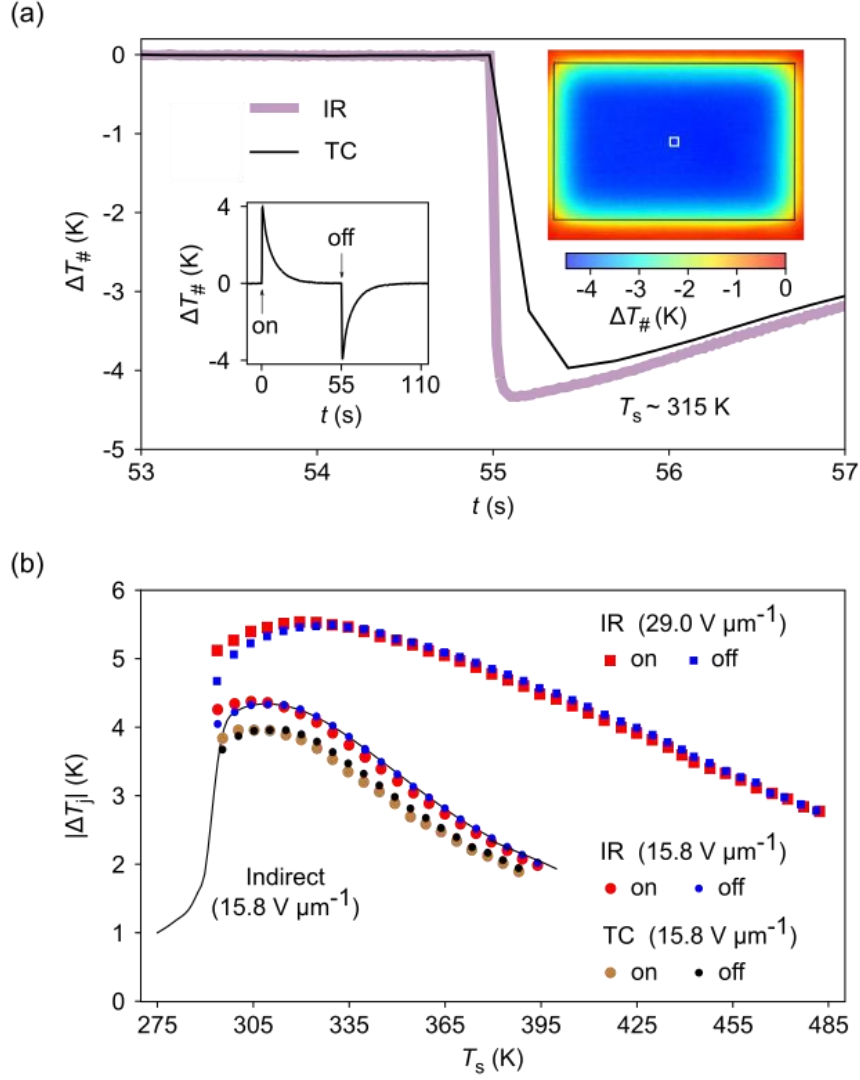 (a)
0
-1
-2
-3
-4
-5
ΔT# (K)
IR
TC
4
0
-4
ΔT# (K)
on
off
0 55 110
t (s)
-4 -3 -2 -1 0
ΔT# (K)
Ts ~ 315 K
53 54 55 56 57
t (s)
(b)
6
5
4
3
2
1
0
|ΔTj| (K)
IR (29.0 V μm-1)
on off
IR (15.8 V μm-1)
on off
TC (15.8 V μm-1)
on off
Indirect
(15.8 V μm-1)
275 305 335 365 395 425 455 485
Ts (K)